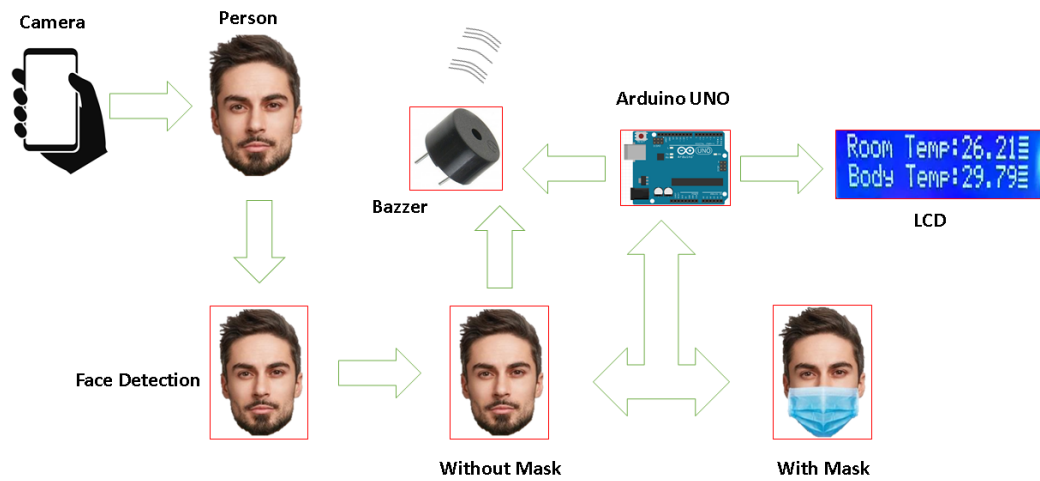 Camera
Person
Arduino UNO
UNO
Room Temp:26.21
Body Temp:29.79
Bazzer
LCD
Face Detection
Without Mask
With Mask